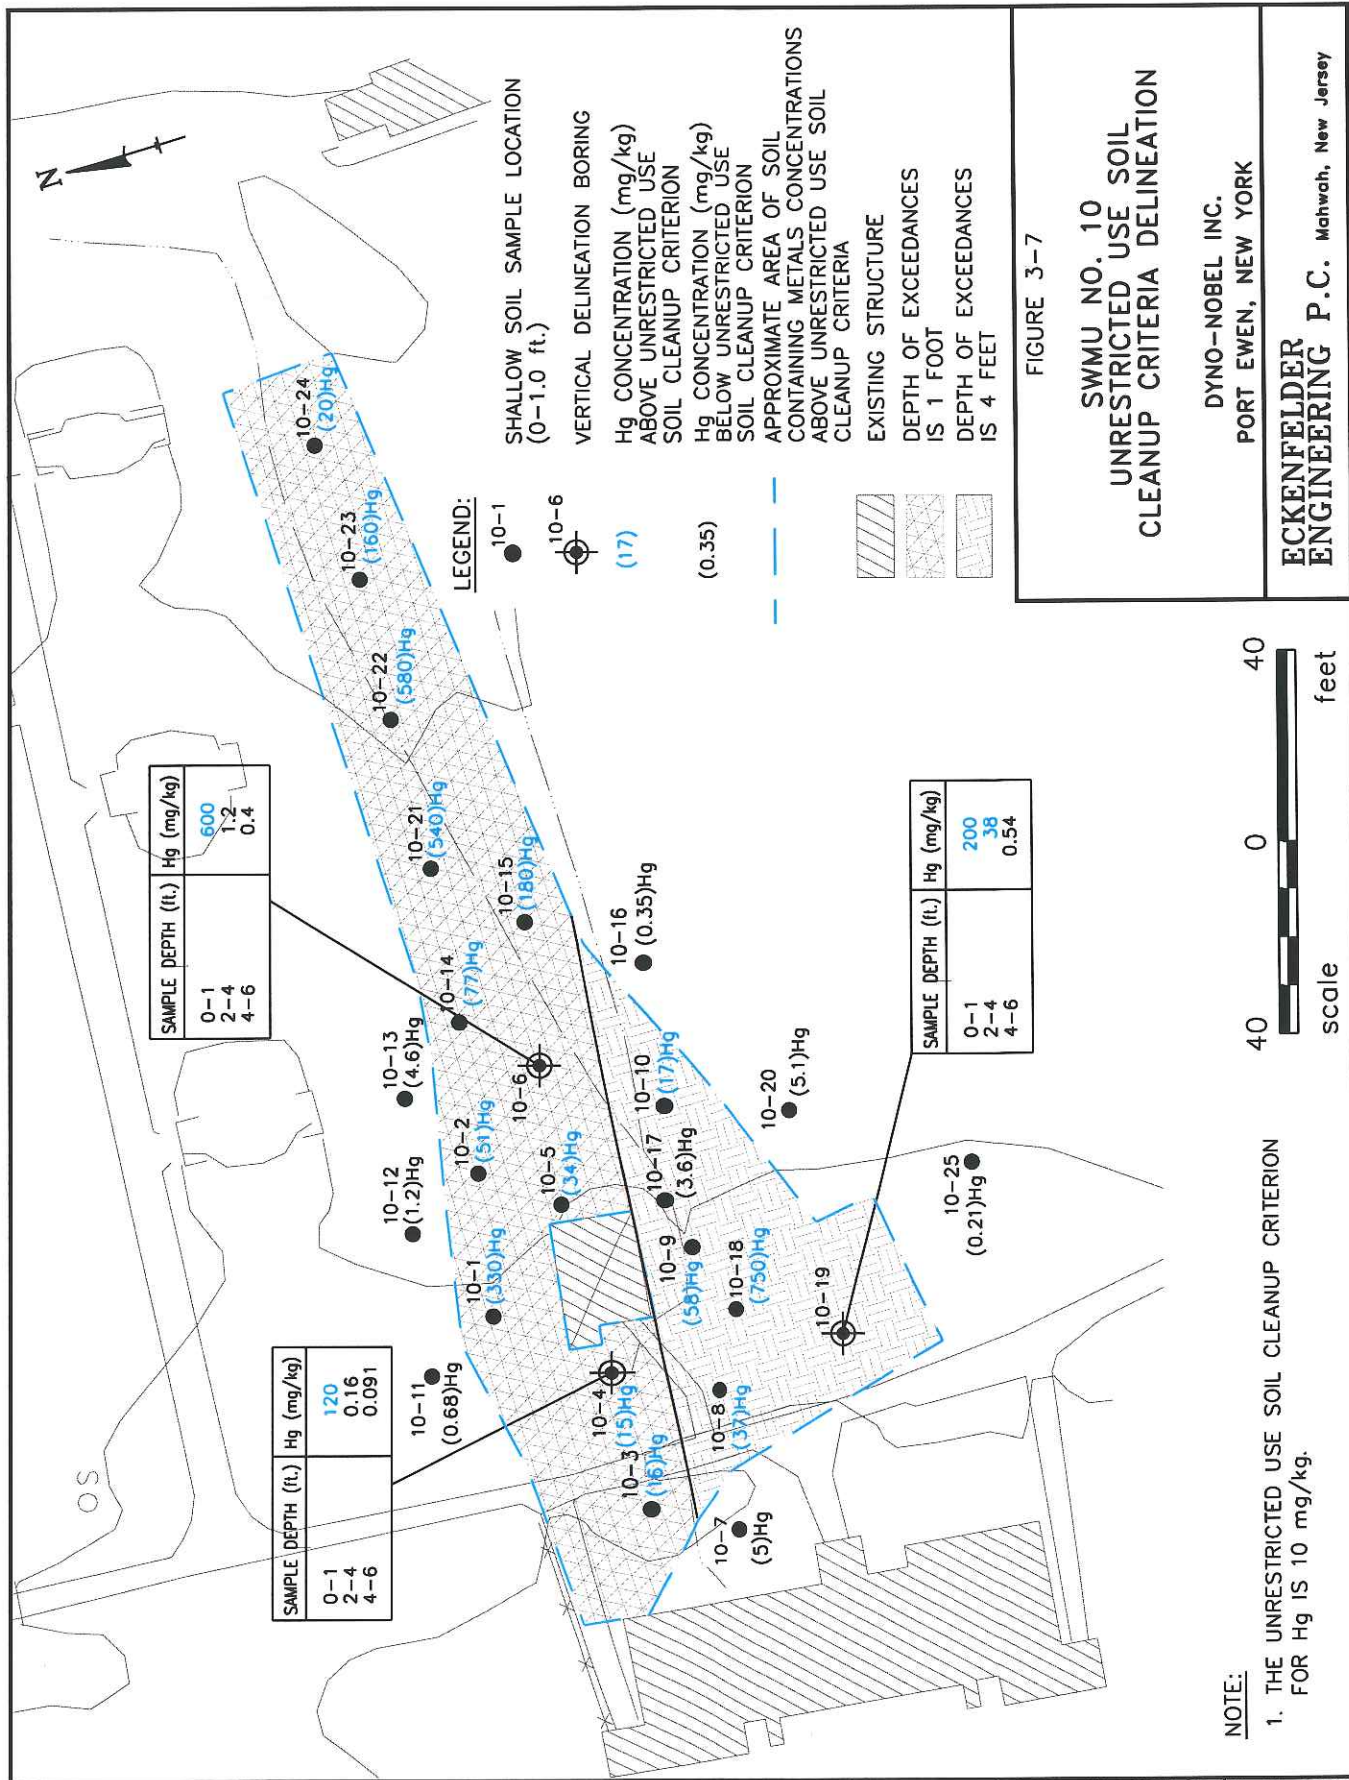 N
SAMPLE DEPTH (ft.) Hg (mg/kg)
0-1 120
2-4 0.16
4-6 0.091
SAMPLE DEPTH (ft.) Hg (mg/kg)
0-1 600
2-4 1.2
4-6 0.4
SAMPLE DEPTH (ft.) Hg (mg/kg)
0-1 200
2-4 38
4-6 0.54
OS
10-11
(0.68)Hg
10-12
(1.2)Hg
10-13
(4.6)Hg
10-1
(330)Hg
10-2
(51)Hg
10-14
(77)Hg
10-21
(540)Hg
10-22
(580)Hg
10-23
(160)Hg
10-24
(20)Hg
10-3
(16)Hg
10-4
(15)Hg
10-5
(34)Hg
10-6
10-15
(180)Hg
10-7
(5)Hg
10-8
(37)Hg
10-9
(58)Hg
10-17
(3.6)Hg
10-10
(17)Hg
10-16
(0.35)Hg
10-18
(750)Hg
10-19
10-20
(5.1)Hg
10-25
(0.21)Hg
LEGEND:
10-1
SHALLOW SOIL SAMPLE LOCATION
(0-1.0 ft.)
10-6
VERTICAL DELINEATION BORING
(17)
Hg CONCENTRATION (mg/kg)
ABOVE UNRESTRICTED USE
SOIL CLEANUP CRITERION
(0.35)
Hg CONCENTRATION (mg/kg)
BELOW UNRESTRICTED USE
SOIL CLEANUP CRITERION
APPROXIMATE AREA OF SOIL
CONTAINING METALS CONCENTRATIONS
ABOVE UNRESTRICTED USE SOIL
CLEANUP CRITERIA
EXISTING STRUCTURE
DEPTH OF EXCEEDANCES
IS 1 FOOT
DEPTH OF EXCEEDANCES
IS 4 FEET
NOTE:
1. THE UNRESTRICTED USE SOIL CLEANUP CRITERION
FOR Hg IS 10 mg/kg.
40 0 40
scale feet
FIGURE 3-7
SWMU NO. 10
UNRESTRICTED USE SOIL
CLEANUP CRITERIA DELINEATION
DYNO-NOBEL INC.
PORT EWEN, NEW YORK
ECKENFELDER
ENGINEERING P.C. Mahwah, New Jersey